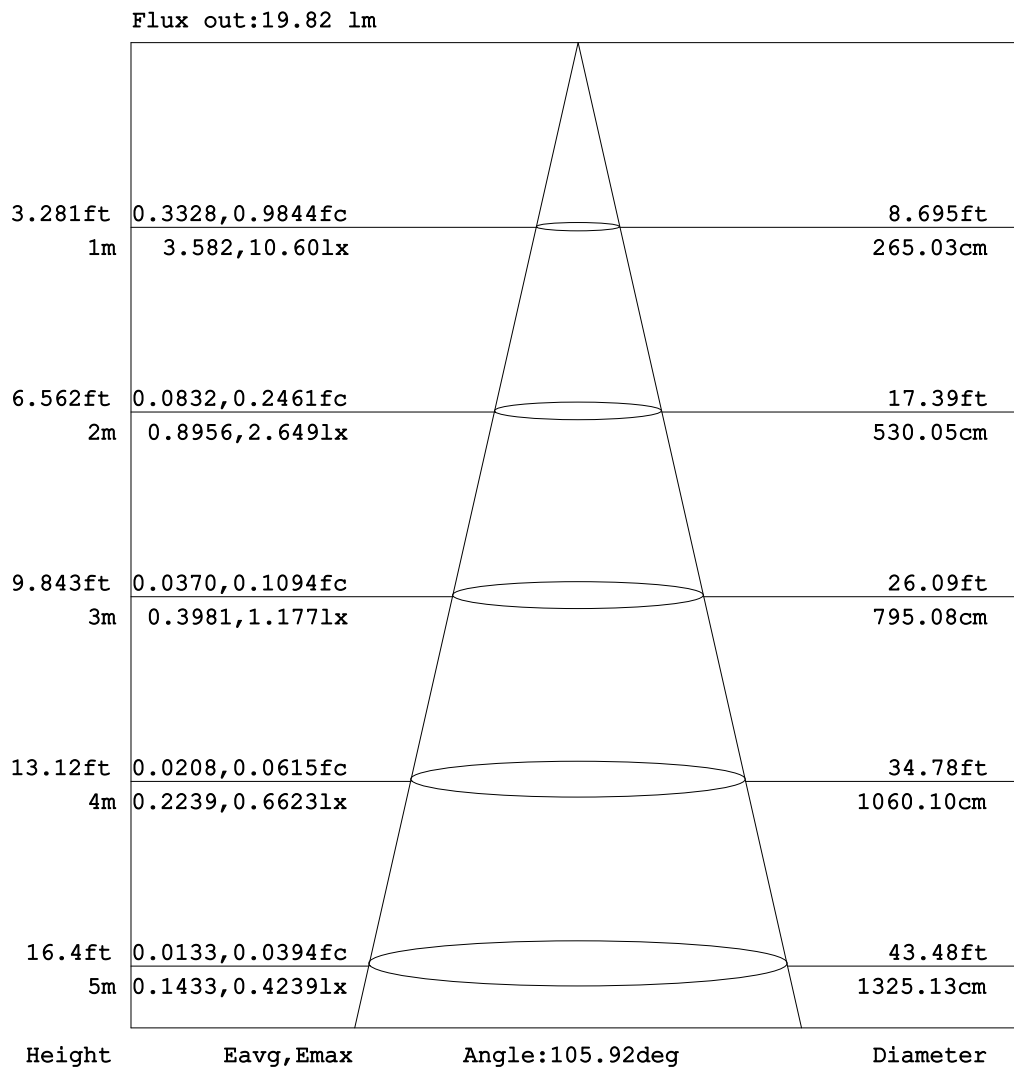 Flux out:19.82 lm
3.281ft 0.3328,0.9844fc 8.695ft
1m 3.582,10.60lx 265.03cm
6.562ft 0.0832,0.2461fc 17.39ft
2m 0.8956,2.649lx 530.05cm
9.843ft 0.0370,0.1094fc 26.09ft
3m 0.3981,1.177lx 795.08cm
13.12ft 0.0208,0.0615fc 34.78ft
4m 0.2239,0.6623lx 1060.10cm
16.4ft 0.0133,0.0394fc 43.48ft
5m 0.1433,0.4239lx 1325.13cm
Height Eavg,Emax Angle:105.92deg Diameter